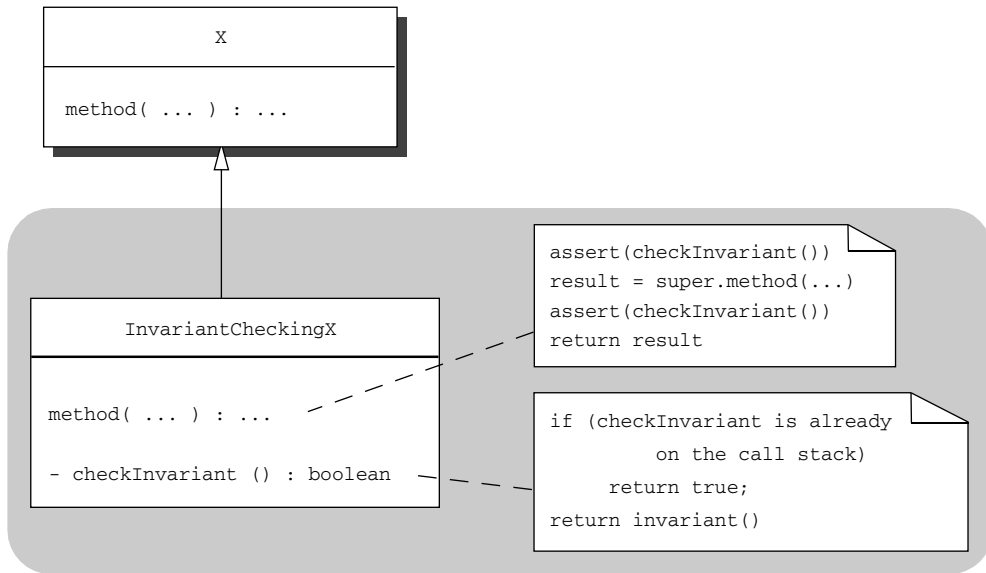 X
method( ... ) : ...
InvariantCheckingX
method( ... ) : ...
- checkInvariant () : boolean
assert(checkInvariant())
result = super.method(...)
assert(checkInvariant())
return result
if (checkInvariant is already
on the call stack)
return true;
return invariant()